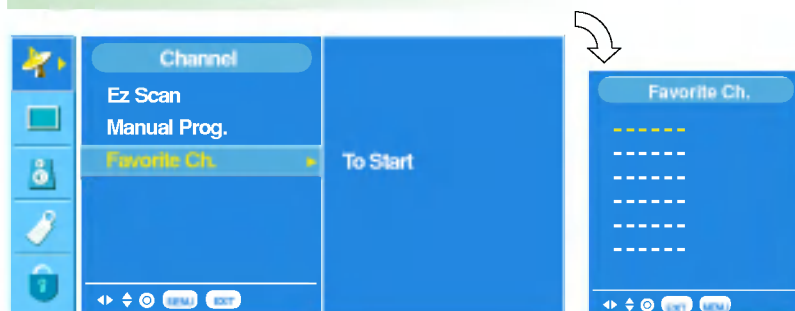 Channel
Ez Scan
Manual Prog.
Favorite Ch.
To Start
MENU EXIT
Favorite Ch.
------
------
------
------
------
------
EXIT MENU